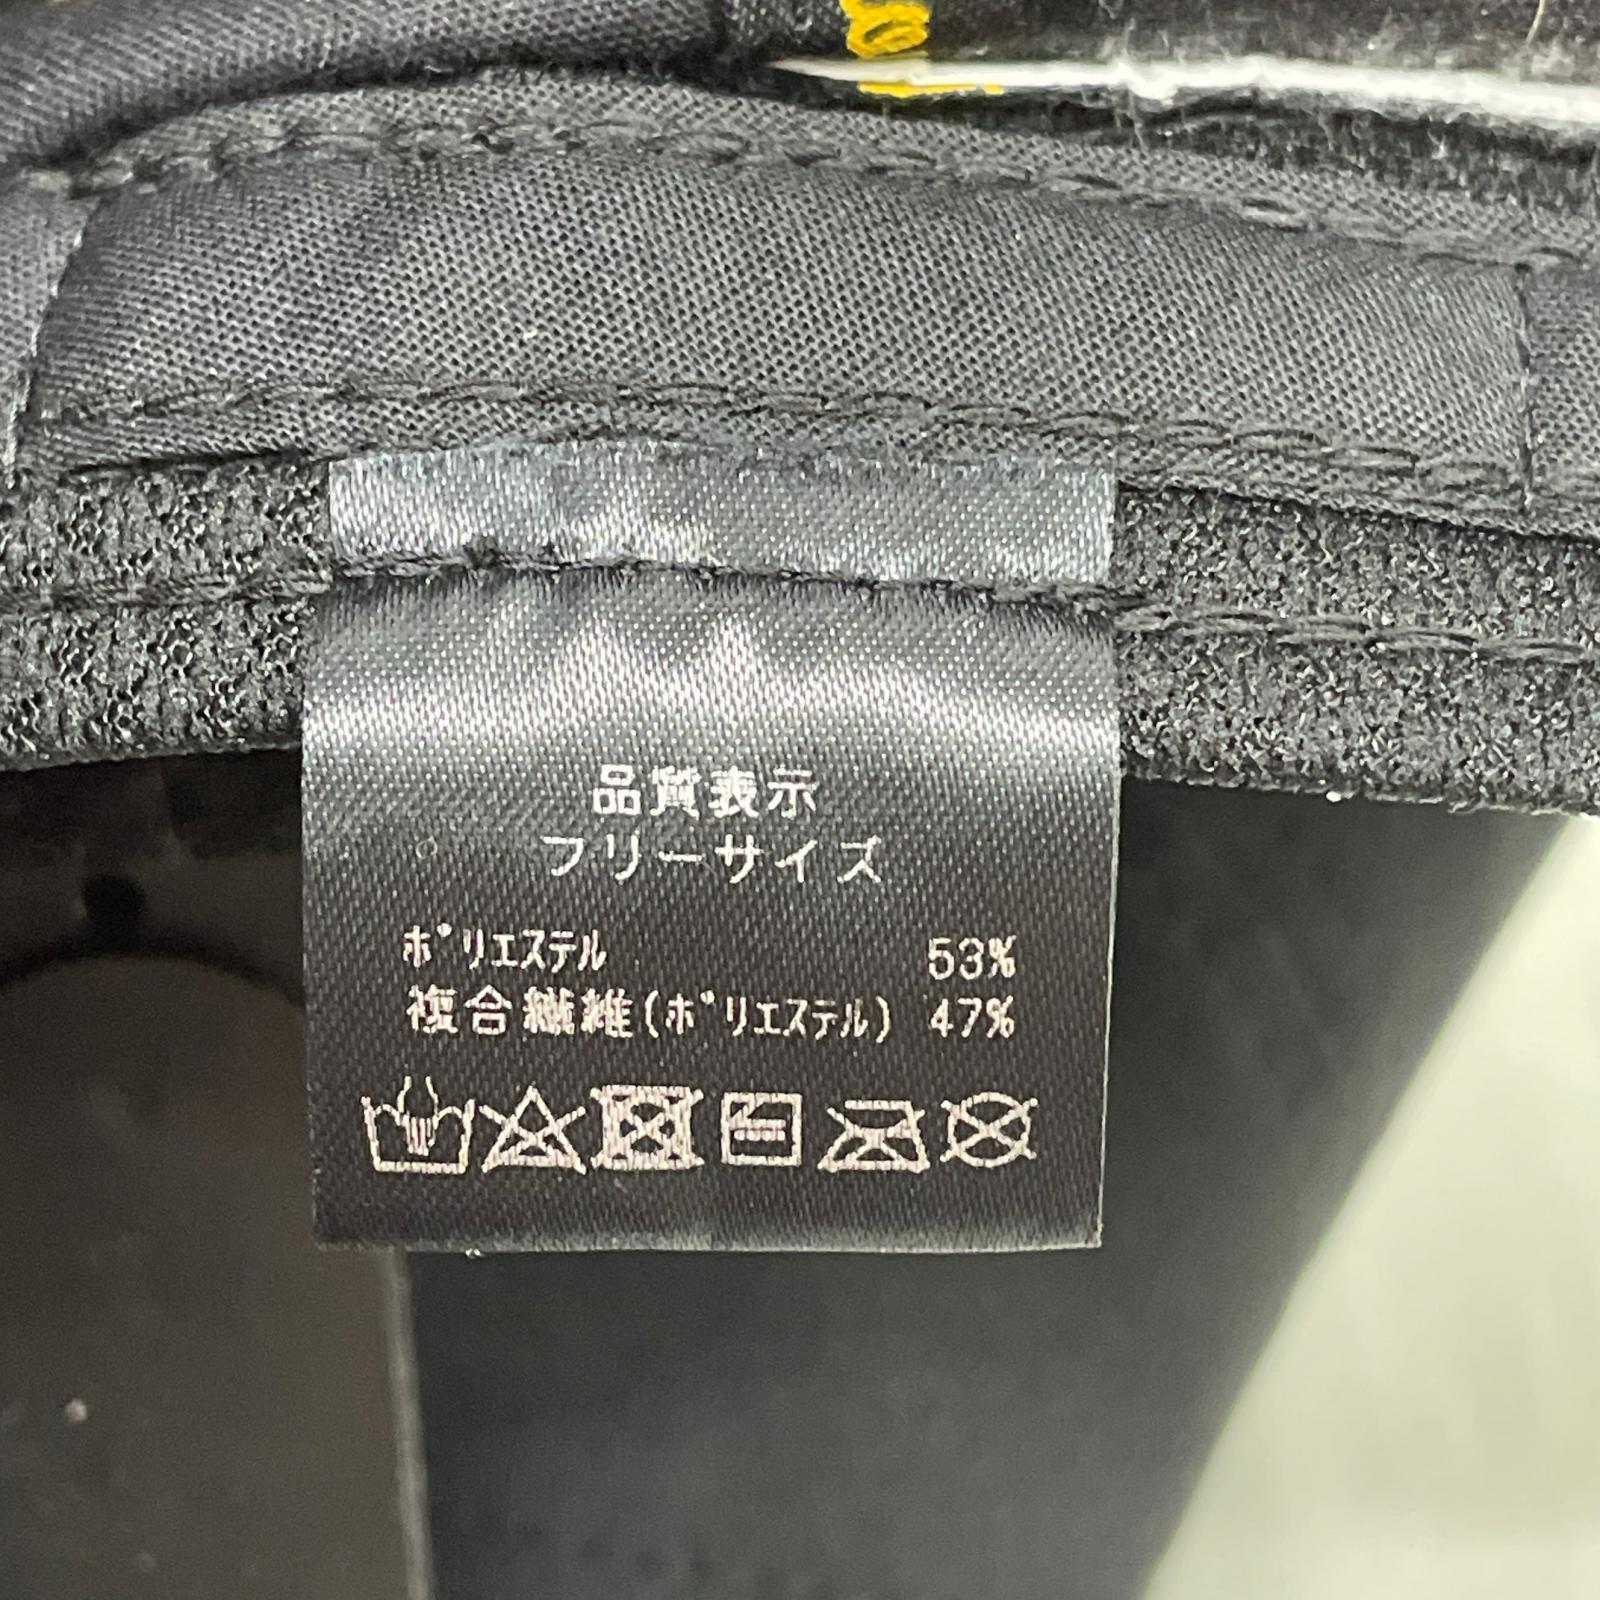 品質表示
フリーサイズ
ポリエステル 53%
複合繊維(ポリエステル) 47%